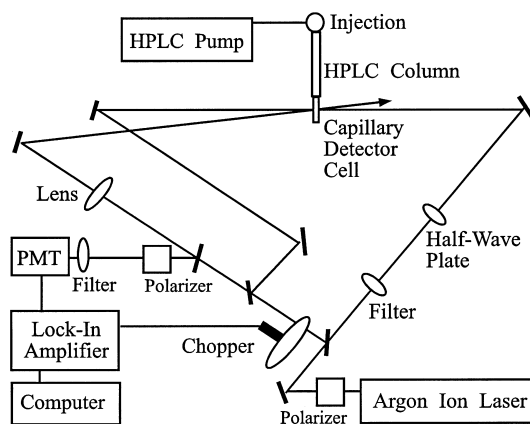 Injection
HPLC Pump
HPLC Column
Capillary
Detector
Cell
Lens
Half-Wave
Plate
PMT
Filter
Polarizer
Filter
Lock-In
Amplifier
Chopper
Computer
Polarizer
Argon Ion Laser